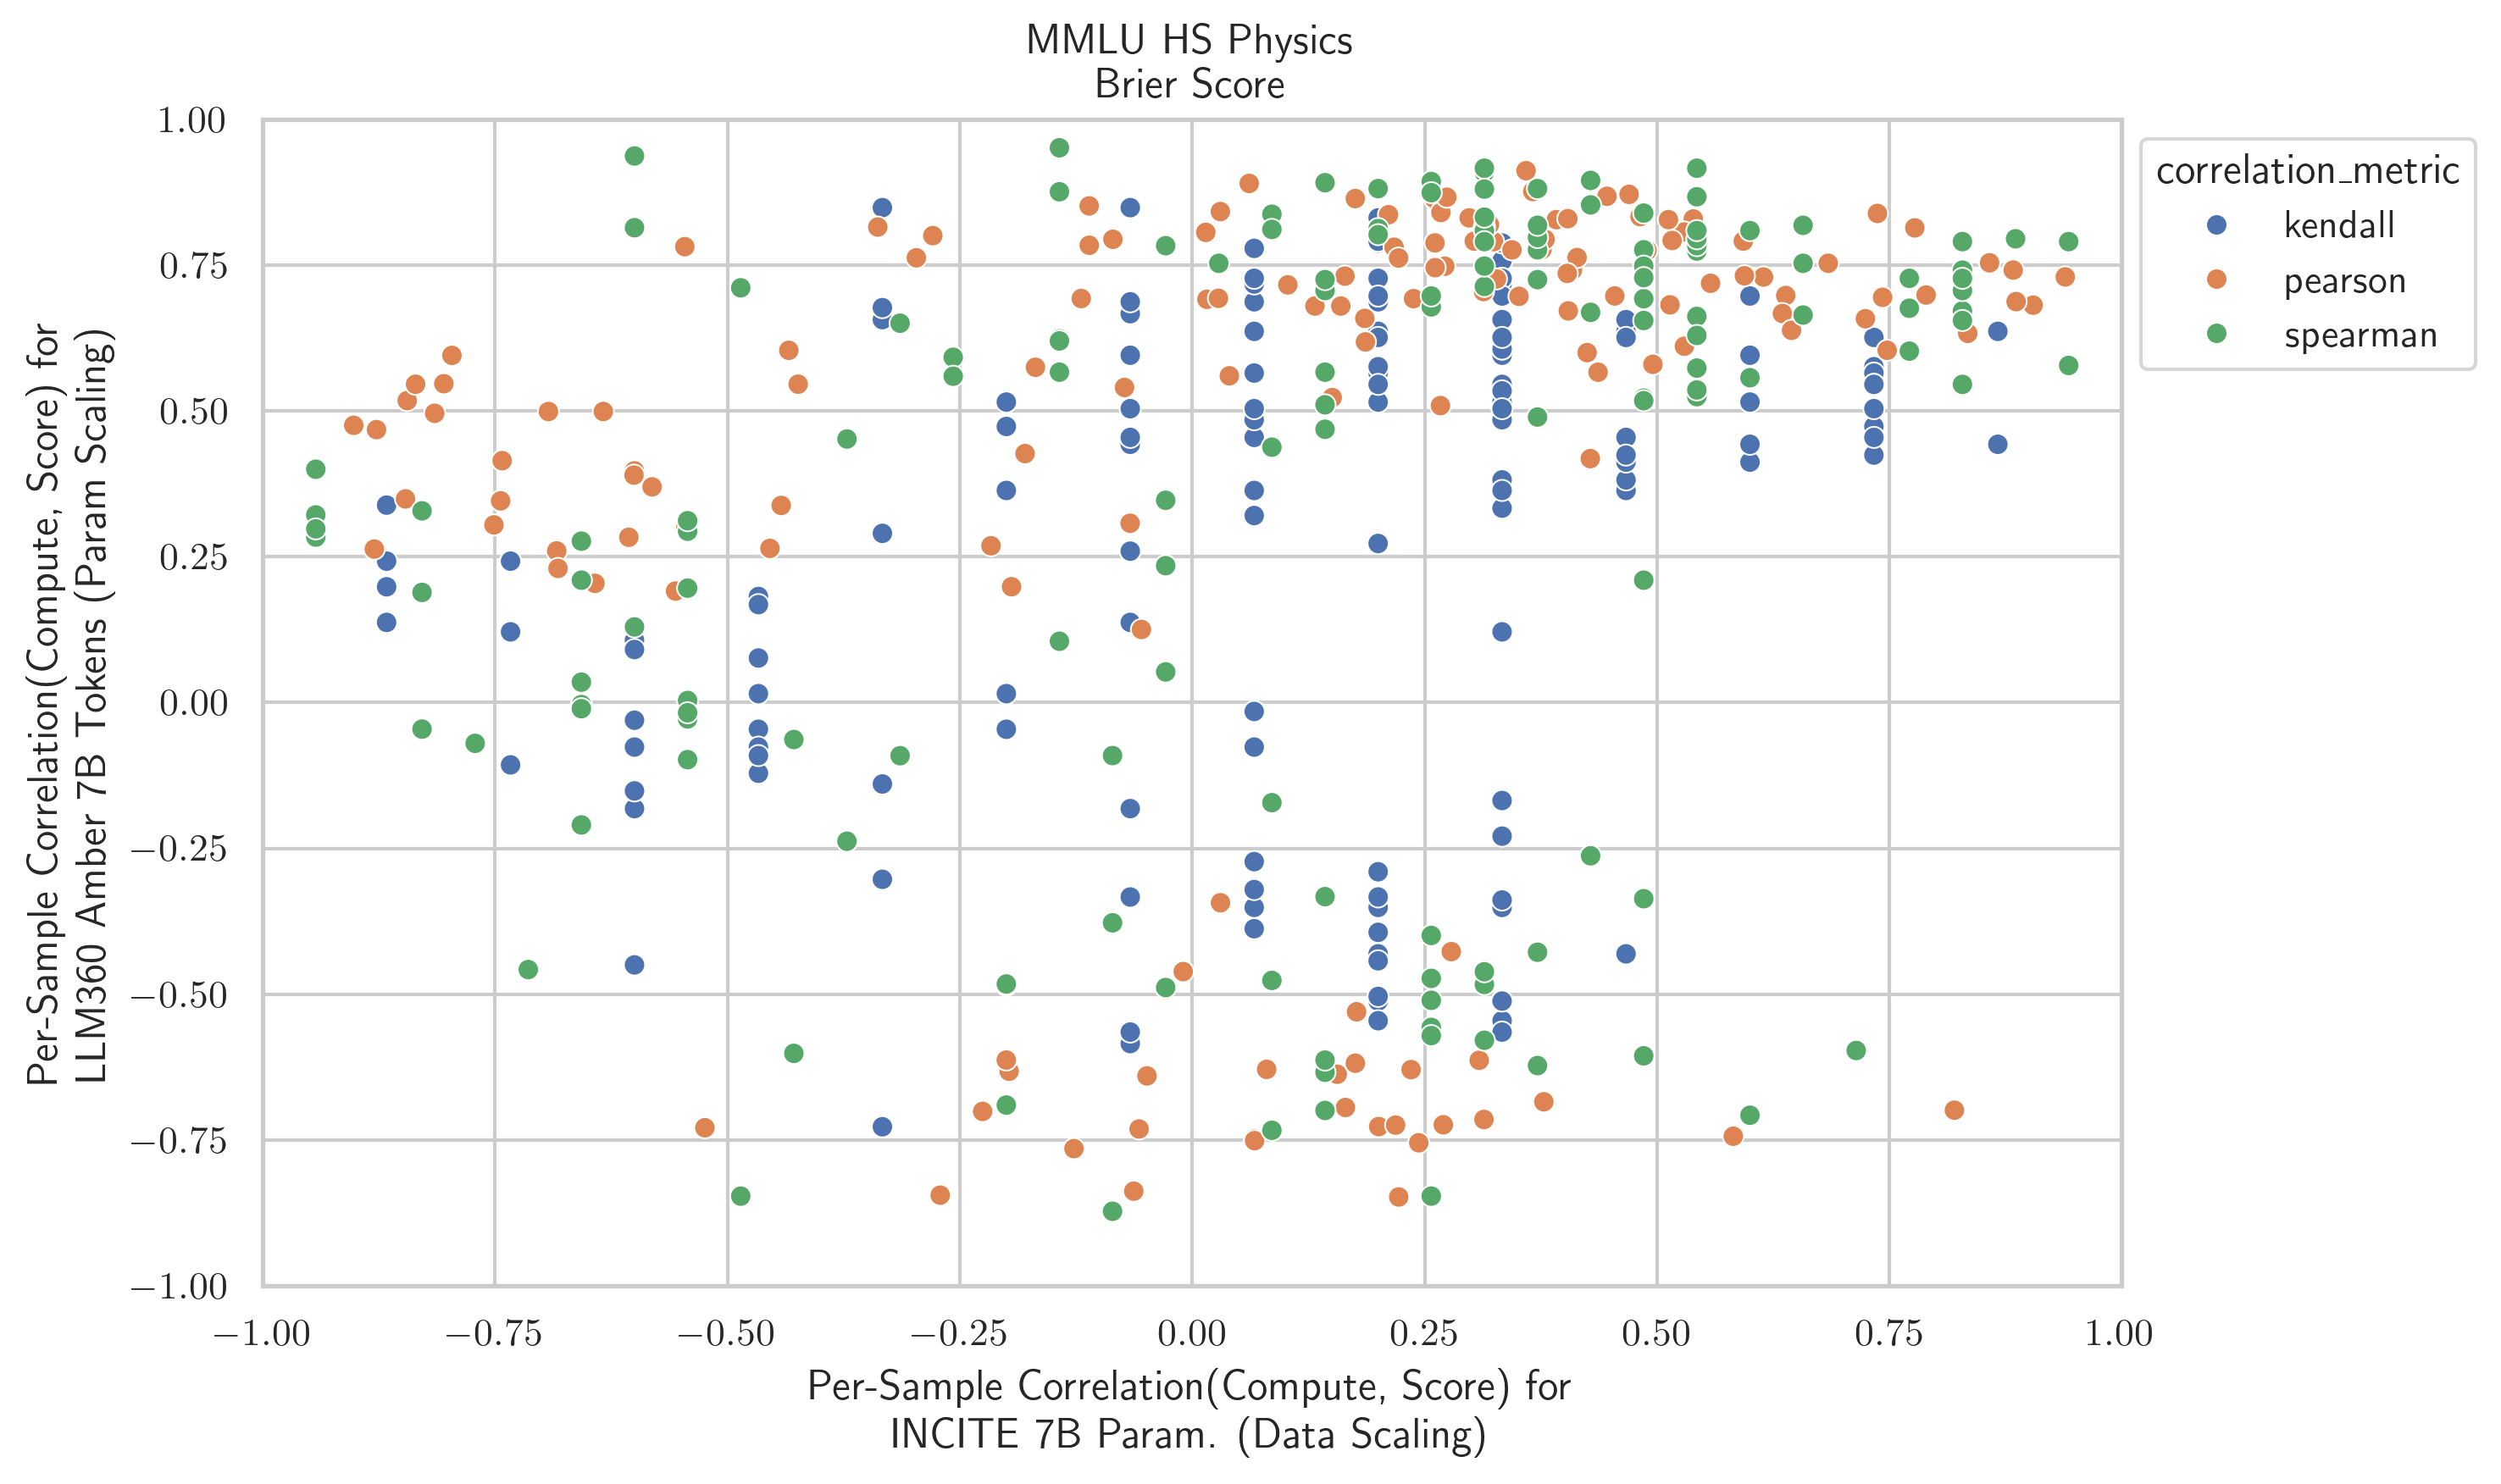 MMLU HS Physics
Brier Score
Per-Sample Correlation(Compute, Score) for
LLM360 Amber 7B Tokens (Param Scaling)
1.00
0.75
0.50
0.25
0.00
−0.25
−0.50
−0.75
−1.00
−1.00 −0.75 −0.50 −0.25 0.00 0.25 0.50 0.75 1.00
Per-Sample Correlation(Compute, Score) for
INCITE 7B Param. (Data Scaling)
correlation_metric
kendall
pearson
spearman